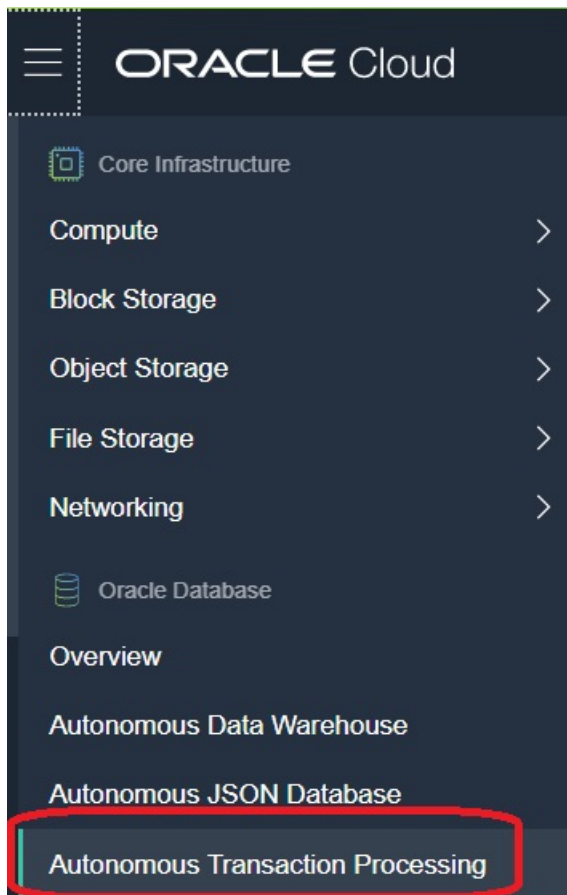 ORACLE Cloud
Core Infrastructure
Compute
Block Storage
Object Storage
File Storage
Networking
Oracle Database
Overview
Autonomous Data Warehouse
Autonomous JSON Database
Autonomous Transaction Processing